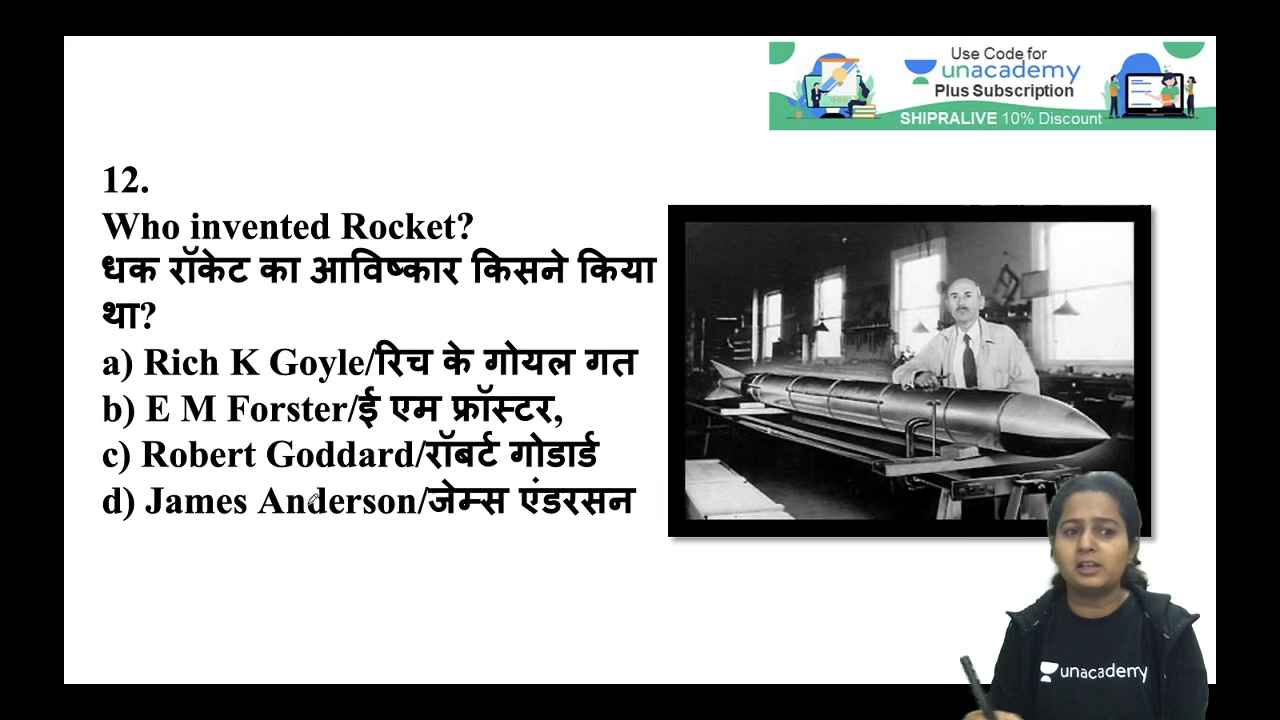 Use Code for
unacademy
Plus Subscription
SHIPRALIVE 10% Discount
12.
Who invented Rocket?
धक रॉकेट का आविष्कार किसने किया
था?
a) Rich K Goyle/रिच के गोयल गत
b) E M Forster/ई एम फ्रॉस्टर,
c) Robert Goddard/रॉबर्ट गोडार्ड
d) James Anderson/जेम्स एंडरसन
unacademy